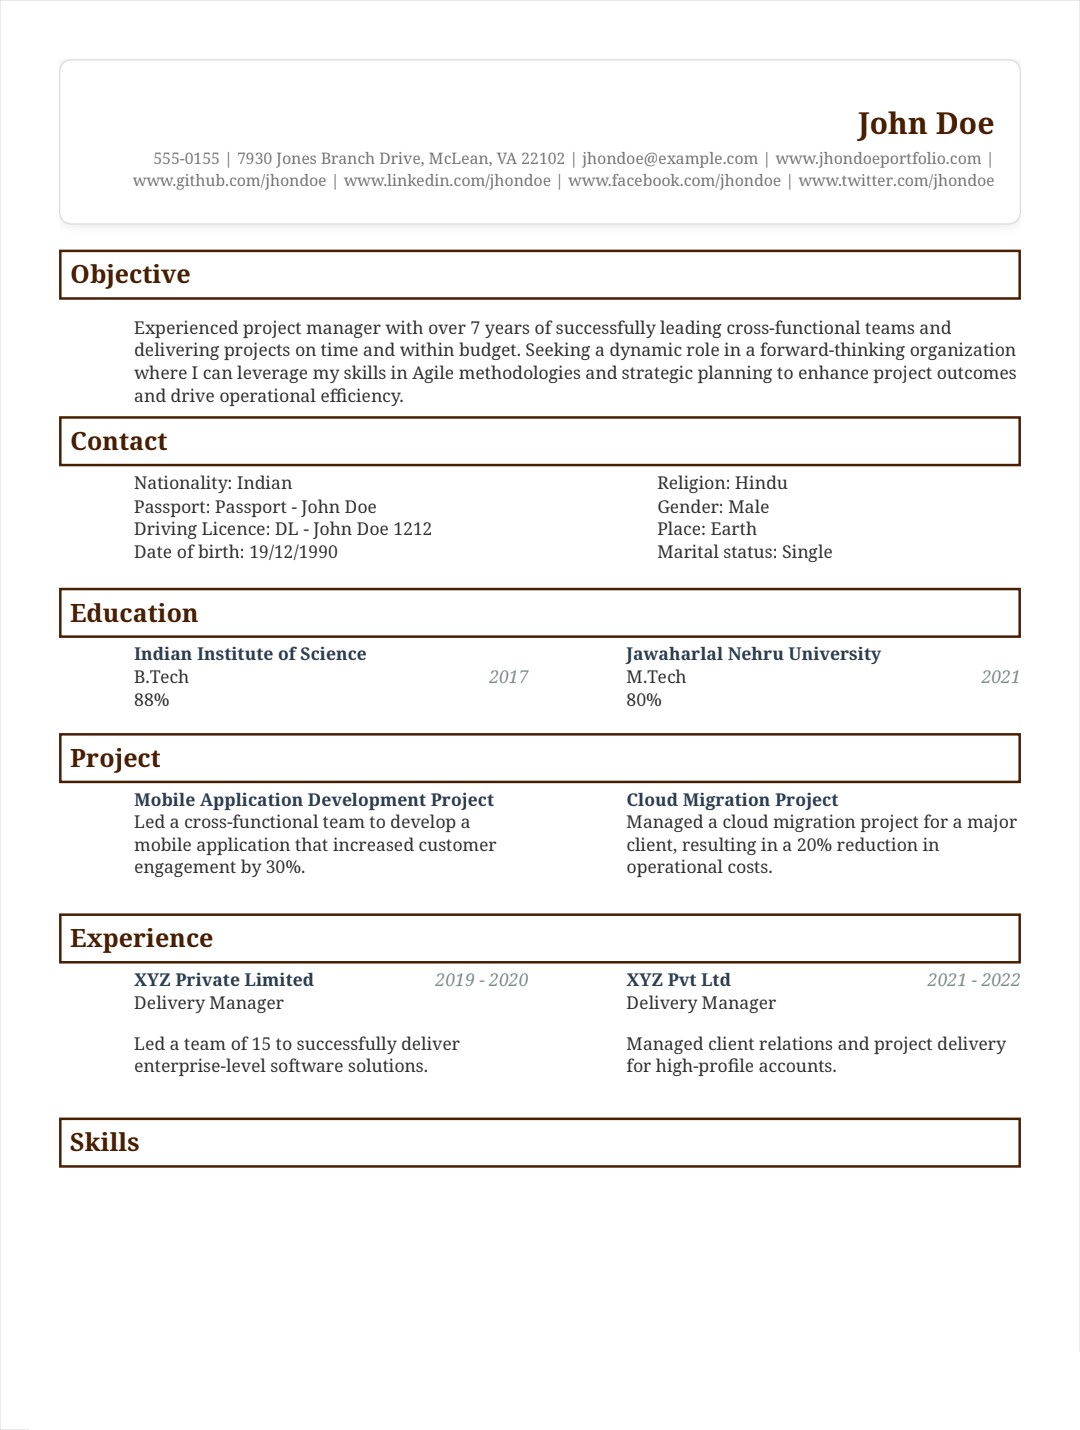 John Doe
555-0155 | 7930 Jones Branch Drive, McLean, VA 22102 | jhondoe@example.com | www.jhondoeportfolio.com |
www.github.com/jhondoe | www.linkedin.com/jhondoe | www.facebook.com/jhondoe | www.twitter.com/jhondoe
Objective
Experienced project manager with over 7 years of successfully leading cross-functional teams and
delivering projects on time and within budget. Seeking a dynamic role in a forward-thinking organization
where I can leverage my skills in Agile methodologies and strategic planning to enhance project outcomes
and drive operational efficiency.
Contact
Nationality: Indian
Passport: Passport - John Doe
Driving Licence: DL - John Doe 1212
Date of birth: 19/12/1990
Religion: Hindu
Gender: Male
Place: Earth
Marital status: Single
Education
Indian Institute of Science
B.Tech 2017
88%
Jawaharlal Nehru University
M.Tech 2021
80%
Project
Mobile Application Development Project
Led a cross-functional team to develop a
mobile application that increased customer
engagement by 30%.
Cloud Migration Project
Managed a cloud migration project for a major
client, resulting in a 20% reduction in
operational costs.
Experience
XYZ Private Limited 2019 - 2020
Delivery Manager
Led a team of 15 to successfully deliver
enterprise-level software solutions.
XYZ Pvt Ltd 2021 - 2022
Delivery Manager
Managed client relations and project delivery
for high-profile accounts.
Skills